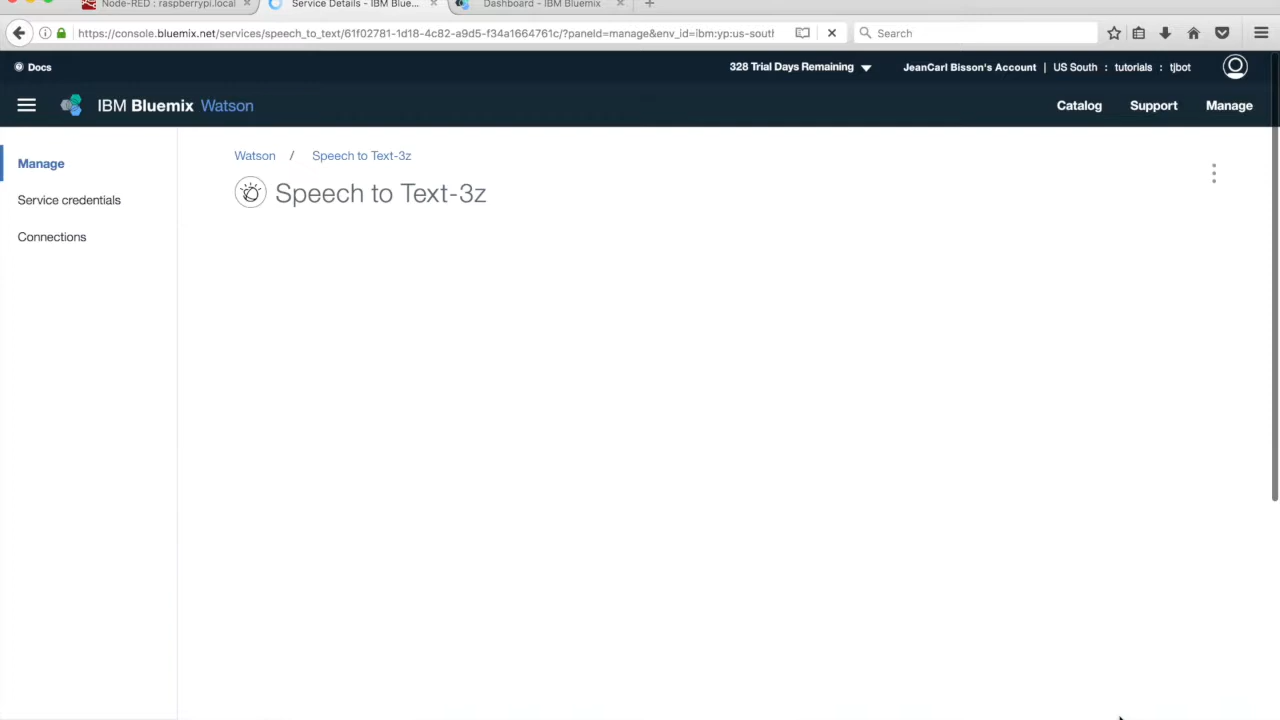 Node-RED : raspberrypi.local
Service Details - IBM Blue...
Dashboard - IBM Bluemix
https://console.bluemix.net/services/speech_to_text/61f02781-1d18-4c82-a9d5-f34a1664761c/?paneId=manage&env_id=ibm:yp:us-south
Search
Docs
328 Trial Days Remaining
JeanCarl Bisson's Account | US South : tutorials : tjbot
IBM Bluemix Watson
Catalog
Support
Manage
Manage
Service credentials
Connections
Watson / Speech to Text-3z
Speech to Text-3z